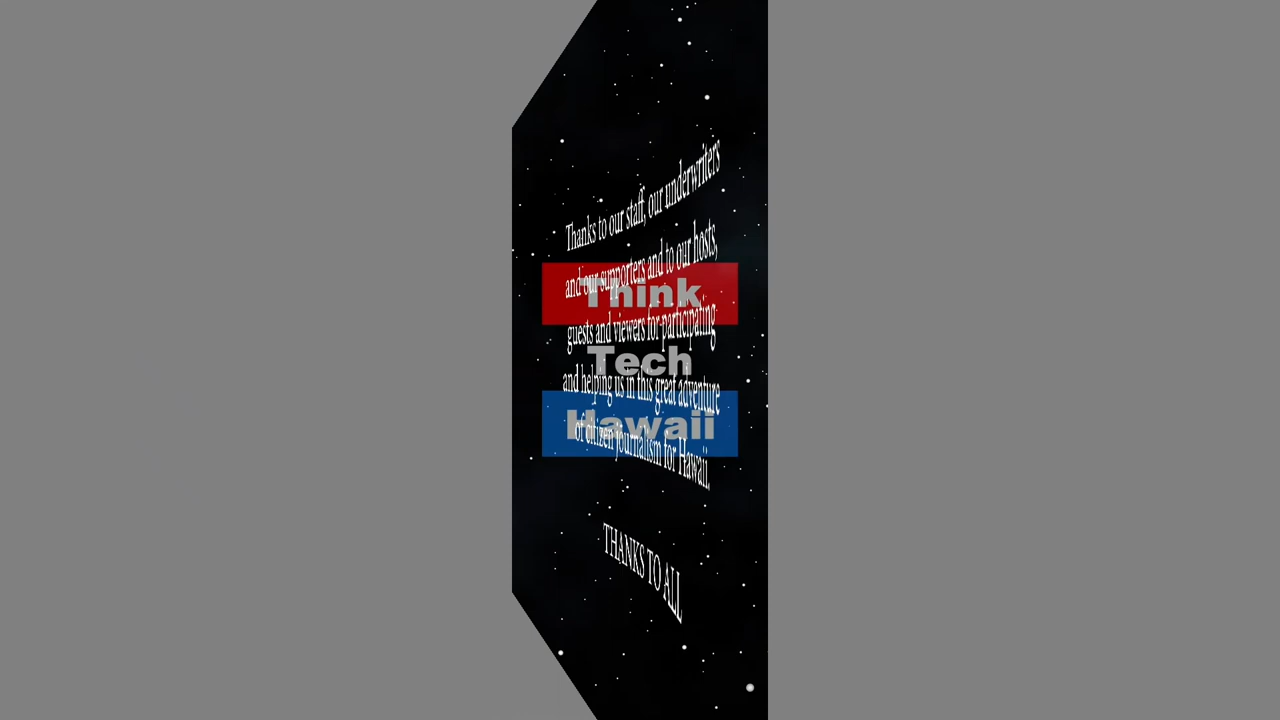 Thanks to our staff, our underwriters
and our supporters and to our hosts,
guests and viewers for participating
and helping us in this great adventure
of citizen journalism for Hawaii.
THANKS TO ALL
Think
Tech
Hawaii